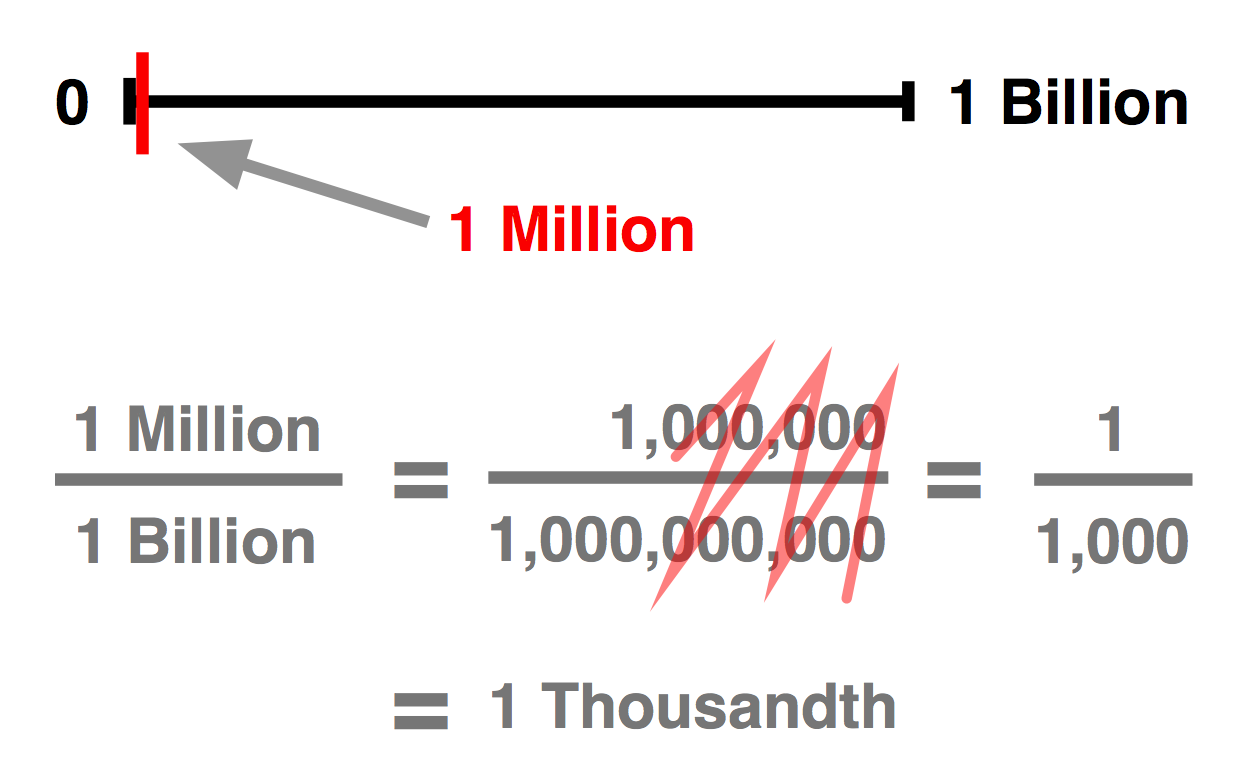 0 1 Billion
1 Million
1 Million = 1,000,000 = 1
1 Billion 1,000,000,000 1,000
= 1 Thousandth